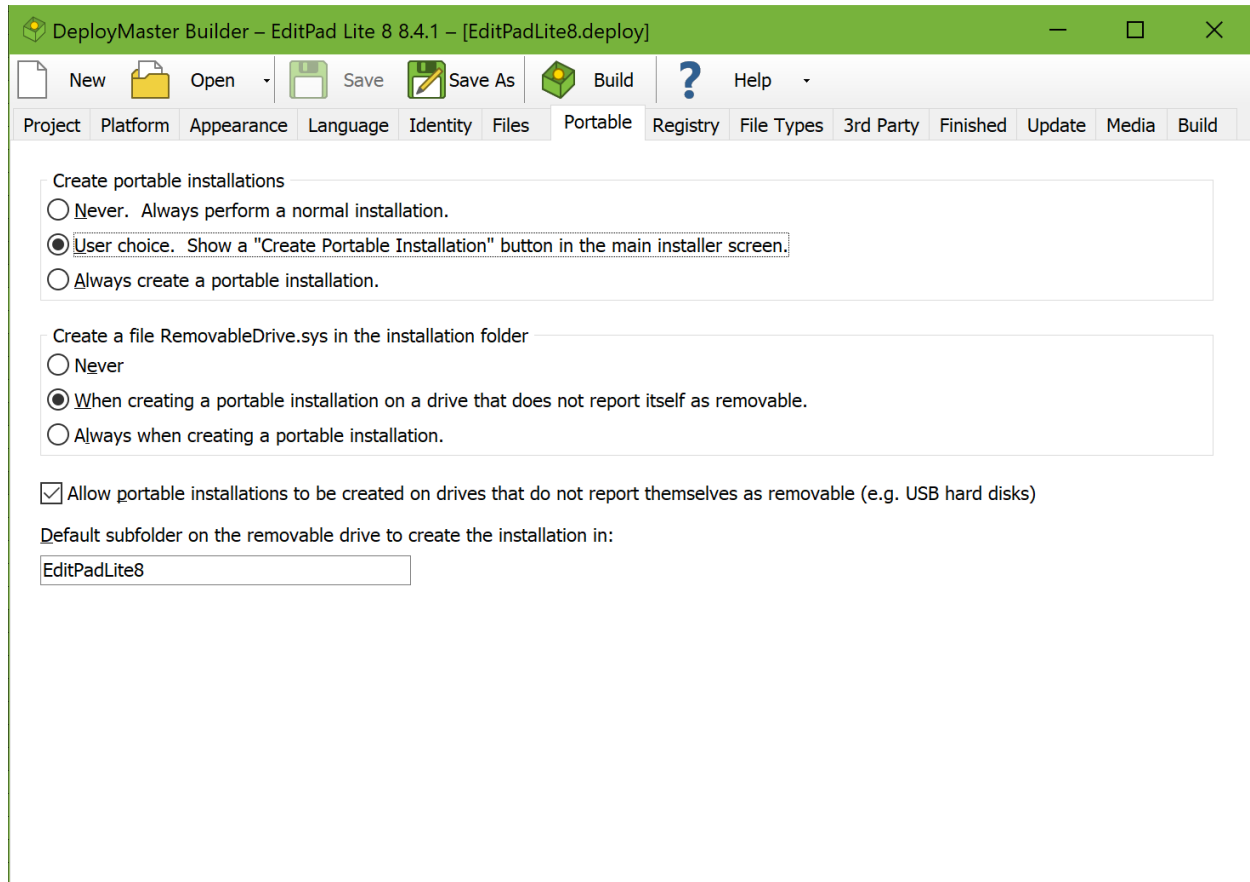 DeployMaster Builder – EditPad Lite 8 8.4.1 – [EditPadLite8.deploy]
New Open Save Save As Build ? Help
Project Platform Appearance Language Identity Files Portable Registry File Types 3rd Party Finished Update Media Build
Create portable installations
Never.  Always perform a normal installation.
User choice.  Show a "Create Portable Installation" button in the main installer screen.
Always create a portable installation.
Create a file RemovableDrive.sys in the installation folder
Never
When creating a portable installation on a drive that does not report itself as removable.
Always when creating a portable installation.
Allow portable installations to be created on drives that do not report themselves as removable (e.g. USB hard disks)
Default subfolder on the removable drive to create the installation in:
EditPadLite8